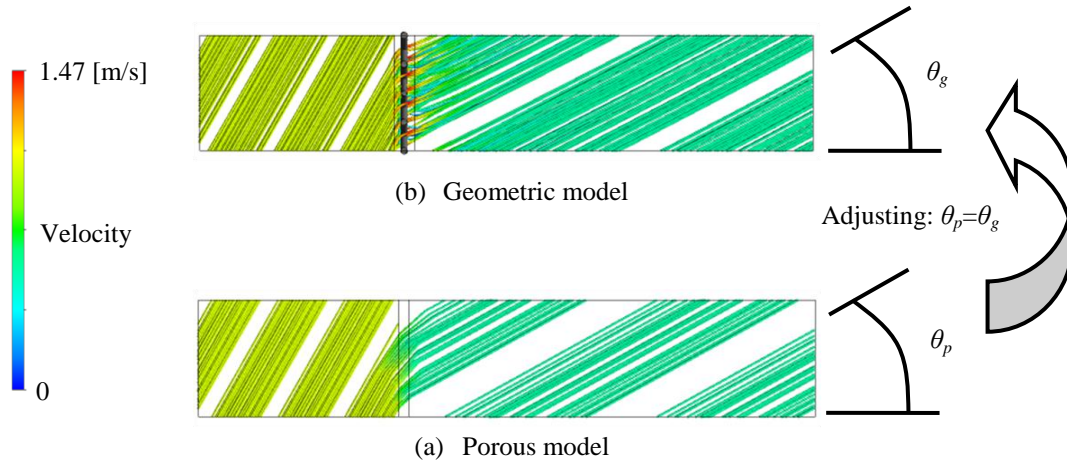 1.47 [m/s]
Velocity
0
θg
(b) Geometric model
Adjusting: θp=θg
θp
(a) Porous model